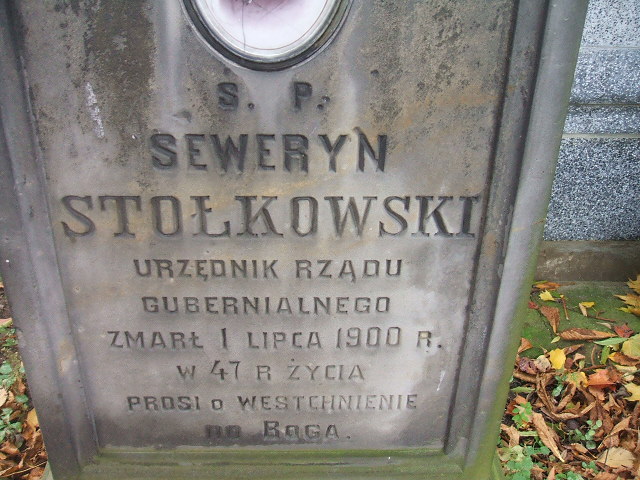 S. P.
SEWERYN
STOŁKOWSKI
URZĘDNIK RZĄDU
GUBERNIALNEGO
ZMARŁ 1 LIPCA 1900 R.
W 47 R ŻYCIA
PROSI O WESTCHNIENIE
DO BOGA.